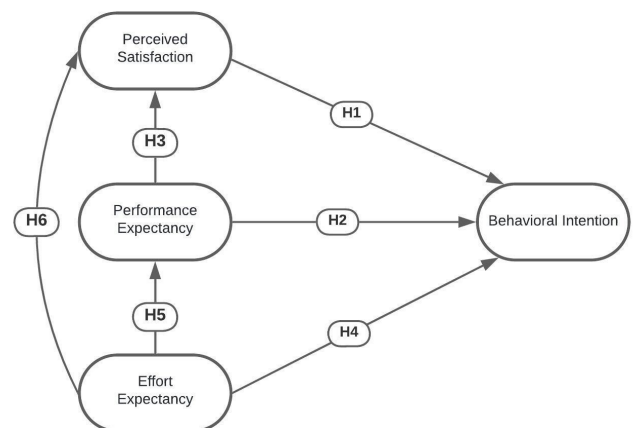 Perceived
Satisfaction
H1
H3
Performance
Expectancy
H2
Behavioral Intention
H6
H5
H4
Effort
Expectancy